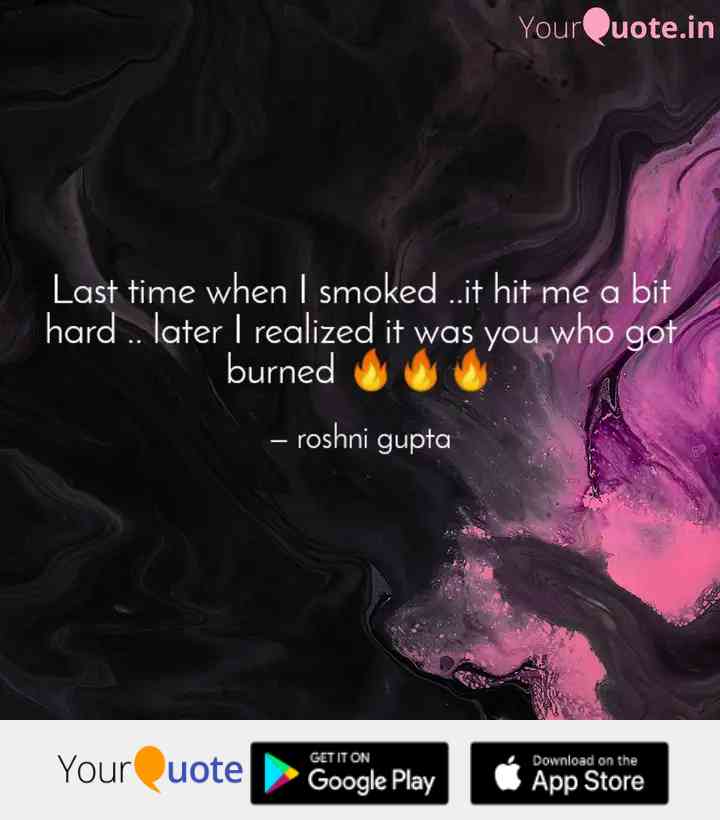 YourQuote.in
Last time when I smoked ..it hit me a bit
hard .. later I realized it was you who got
burned 🔥🔥🔥
– roshni gupta
YourQuote
GET IT ON
Google Play
Download on the
App Store